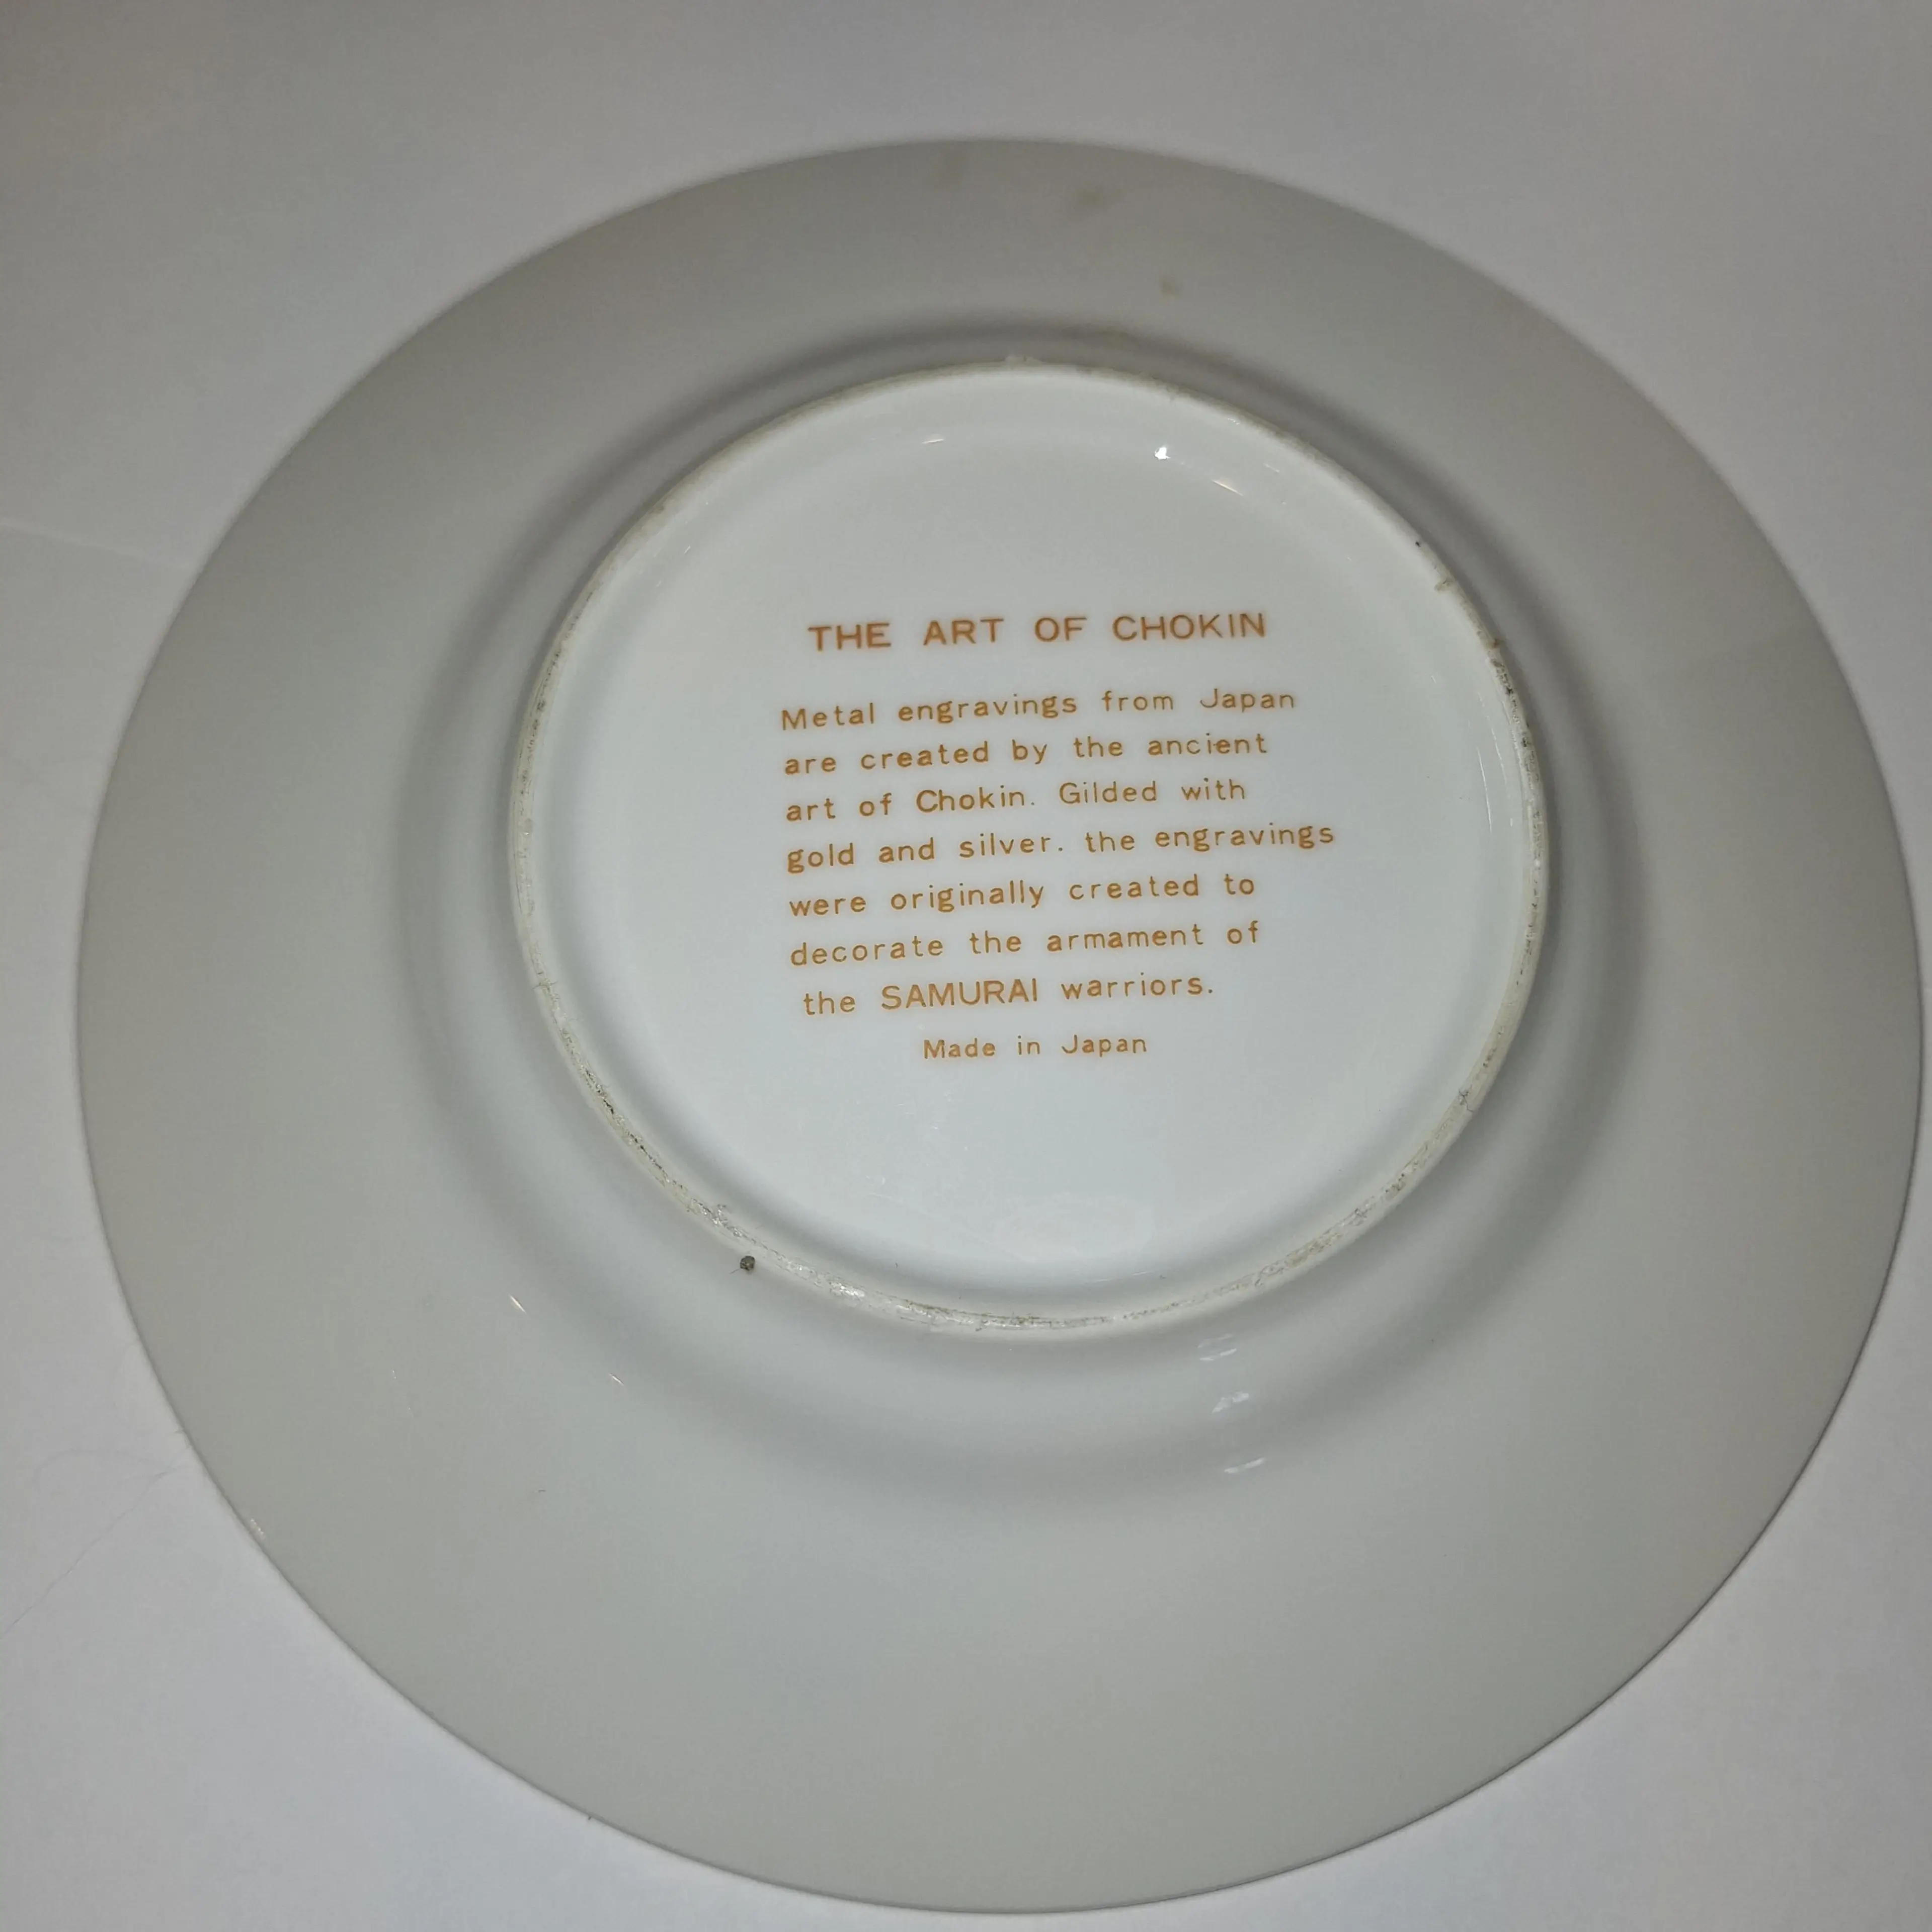 THE ART OF CHOKIN
Metal engravings from Japan
are created by the ancient
art of Chokin. Gilded with
gold and silver. the engravings
were originally created to
decorate the armament of
the SAMURAI warriors.
Made in Japan